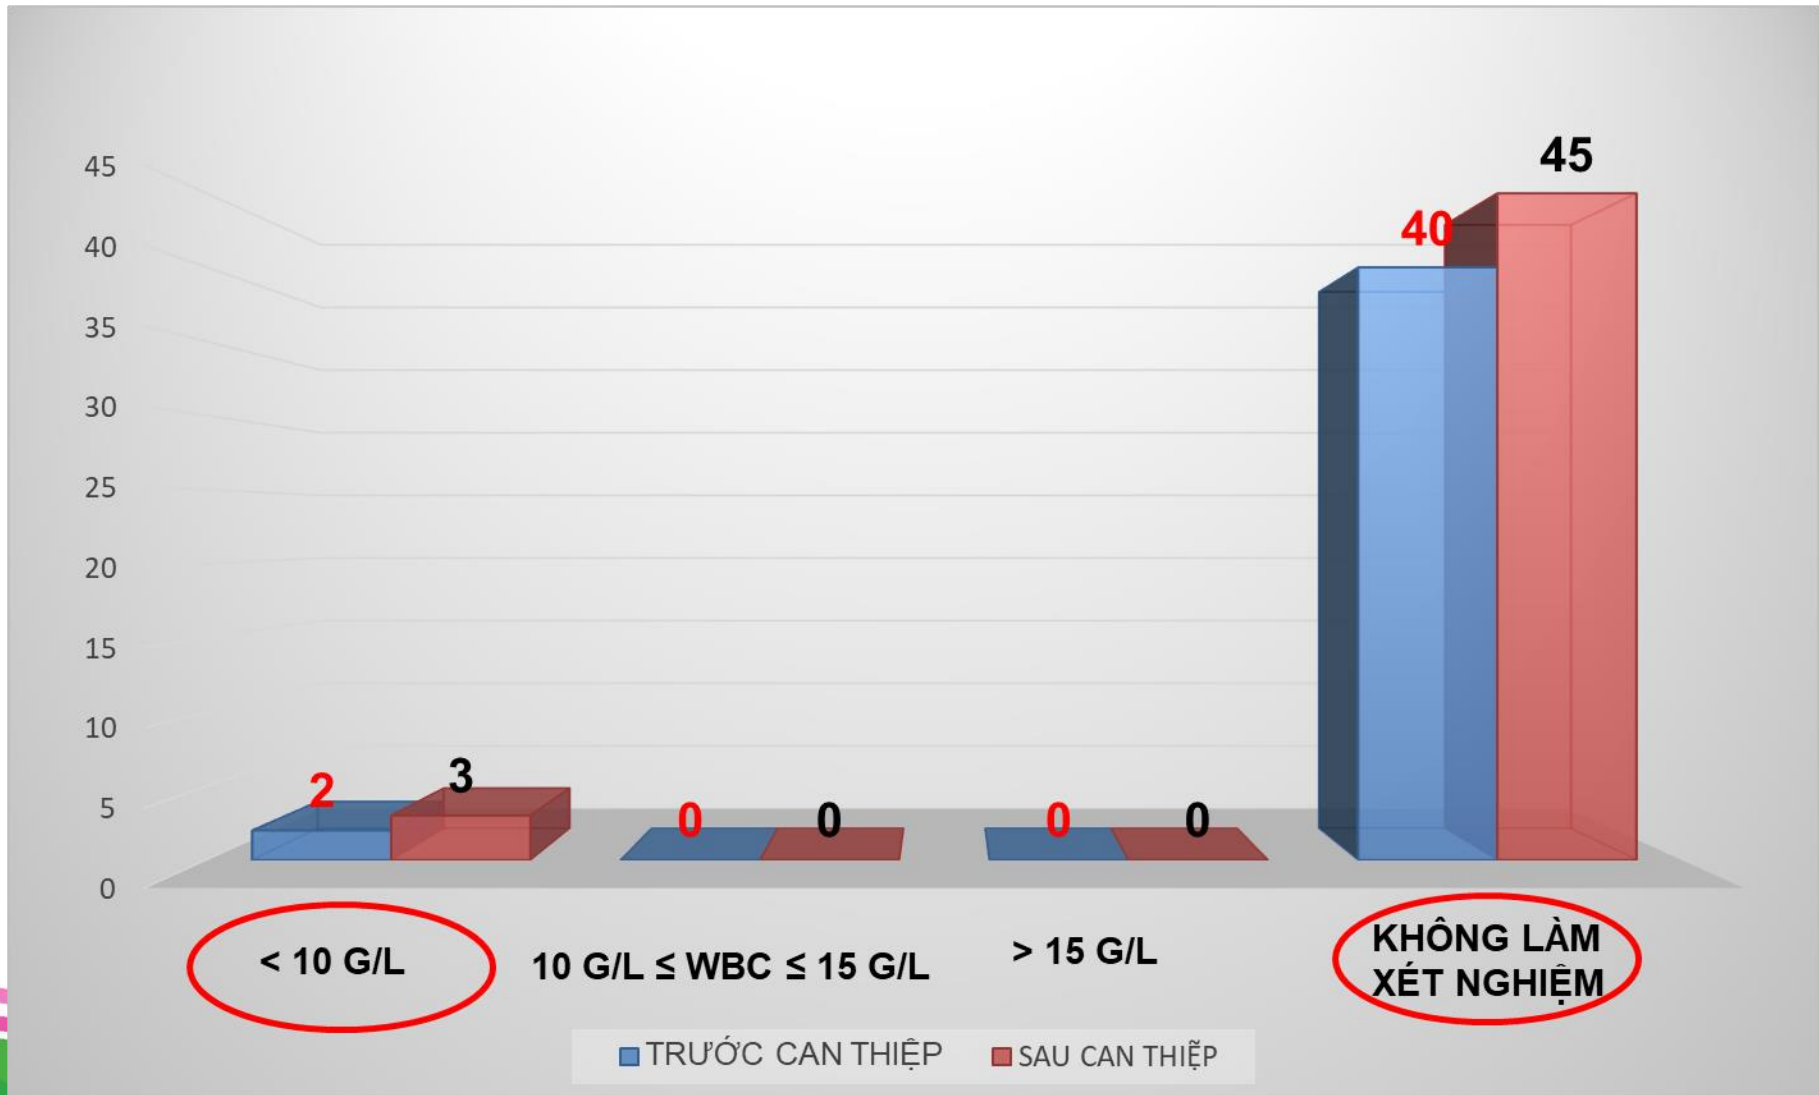 45
40
35
30
25
20
15
10
5
0
2
3
0
0
0
0
40
45
< 10 G/L
10 G/L ≤ WBC ≤ 15 G/L
> 15 G/L
KHÔNG LÀM
XÉT NGHIỆM
TRƯỚC CAN THIỆP
SAU CAN THIỆP